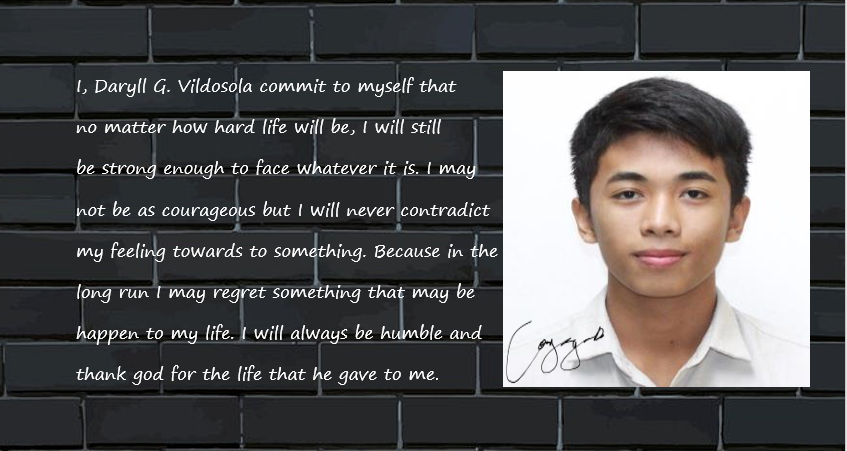 I, Daryll G. Vildosola commit to myself that
no matter how hard life will be, I will still
be strong enough to face whatever it is. I may
not be as courageous but I will never contradict
my feeling towards to something. Because in the
long run I may regret something that may be
happen to my life. I will always be humble and
thank god for the life that he gave to me.